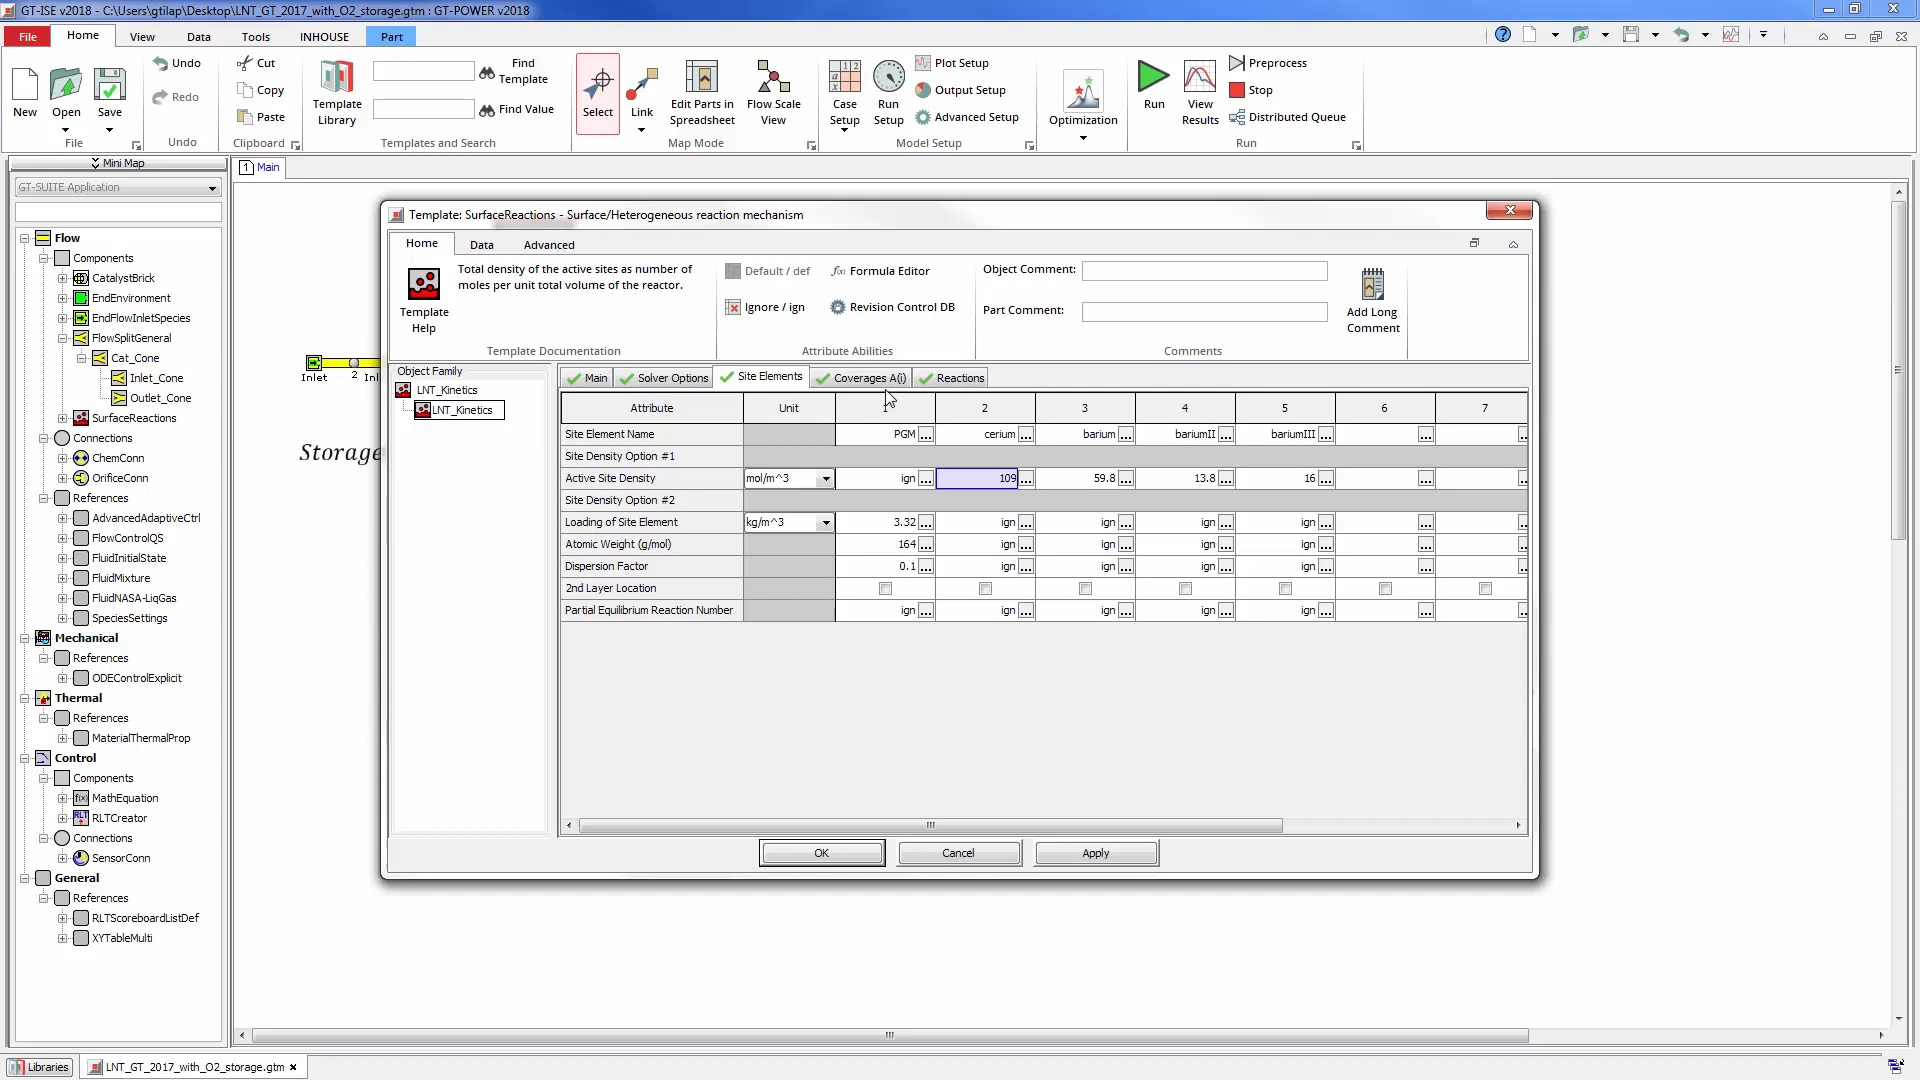 GT-ISE v2018 - C:\Users\gtilap\Desktop\LNT_GT_2017_with_O2_storage.gtm : GT-POWER v2018
File Home View Data Tools INHOUSE Part
New Open Save
File
Undo
Redo
Undo
Cut
Copy
Paste
Clipboard
Template Library
Find Template
Find Value
Templates and Search
Select
Link
Edit Parts in Spreadsheet
Flow Scale View
Map Mode
Case Setup
Run Setup
Plot Setup
Output Setup
Advanced Setup
Model Setup
Optimization
Run
View Results
Preprocess
Stop
Distributed Queue
Run
Mini Map
GT-SUITE Application
Flow
Components
CatalystBrick
EndEnvironment
EndFlowInletSpecies
FlowSplitGeneral
Cat_Cone
Inlet_Cone
Outlet_Cone
SurfaceReactions
Connections
ChemConn
OrificeConn
References
AdvancedAdaptiveCtrl
FlowControlQS
FluidInitialState
FluidMixture
FluidNASA-LiqGas
SpeciesSettings
Mechanical
References
ODEControlExplicit
Thermal
References
MaterialThermalProp
Control
Components
MathEquation
RLTCreator
Connections
SensorConn
General
References
RLTScoreboardListDef
XYTableMulti
1 Main
Inlet 2
Storage
Template: SurfaceReactions - Surface/Heterogeneous reaction mechanism
Home Data Advanced
Template Help
Total density of the active sites as number of
moles per unit total volume of the reactor.
Template Documentation
Default / def
Formula Editor
Ignore / ign
Revision Control DB
Attribute Abilities
Object Comment:
Part Comment:
Add Long Comment
Comments
Object Family
LNT_Kinetics
LNT_Kinetics
Main Solver Options Site Elements Coverages A(i) Reactions
Attribute Unit 1 2 3 4 5 6 7
Site Element Name PGM ... cerium ... barium ... bariumII ... bariumIII ... ...
Site Density Option #1
Active Site Density mol/m^3 ign ... 109 ... 59.8 ... 13.8 ... 16 ... ...
Site Density Option #2
Loading of Site Element kg/m^3 3.32 ... ign ... ign ... ign ... ign ... ...
Atomic Weight (g/mol) 164 ... ign ... ign ... ign ... ign ... ...
Dispersion Factor 0.1 ... ign ... ign ... ign ... ign ... ...
2nd Layer Location
Partial Equilibrium Reaction Number ign ... ign ... ign ... ign ... ign ... ...
OK Cancel Apply
Libraries LNT_GT_2017_with_O2_storage.gtm